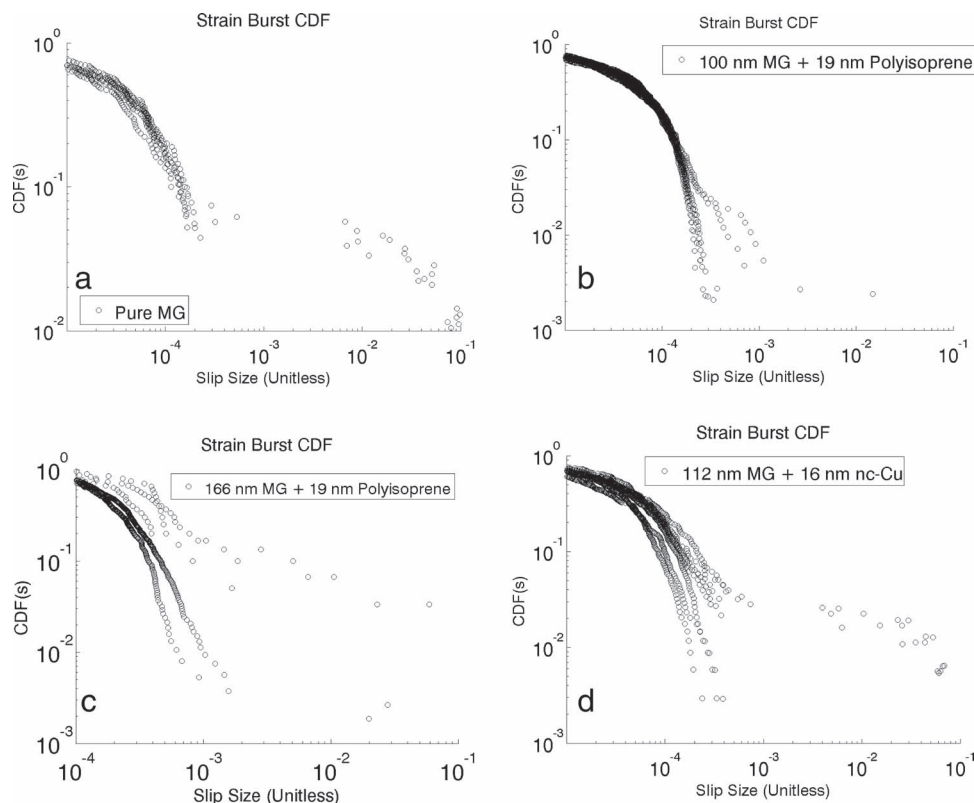 Strain Burst CDF
10^0
10^-1
10^-2
CDF(s)
a
Pure MG
10^-4
10^-3
10^-2
10^-1
Slip Size (Unitless)
Strain Burst CDF
100 nm MG + 19 nm Polyisoprene
10^0
10^-1
10^-2
10^-3
CDF(s)
b
10^-4
10^-3
10^-2
10^-1
Slip Size (Unitless)
Strain Burst CDF
166 nm MG + 19 nm Polyisoprene
10^0
10^-1
10^-2
10^-3
CDF(s)
c
10^-4
10^-3
10^-2
10^-1
Slip Size (Unitless)
Strain Burst CDF
112 nm MG + 16 nm nc-Cu
10^0
10^-1
10^-2
10^-3
CDF(s)
d
10^-4
10^-3
10^-2
10^-1
Slip Size (Unitless)